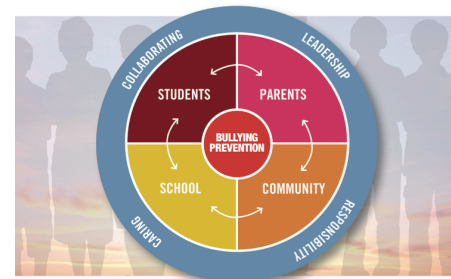 COLLABORATING
LEADERSHIP
STUDENTS
PARENTS
BULLYING
PREVENTION
SCHOOL
COMMUNITY
CARING
RESPONSIBILITY